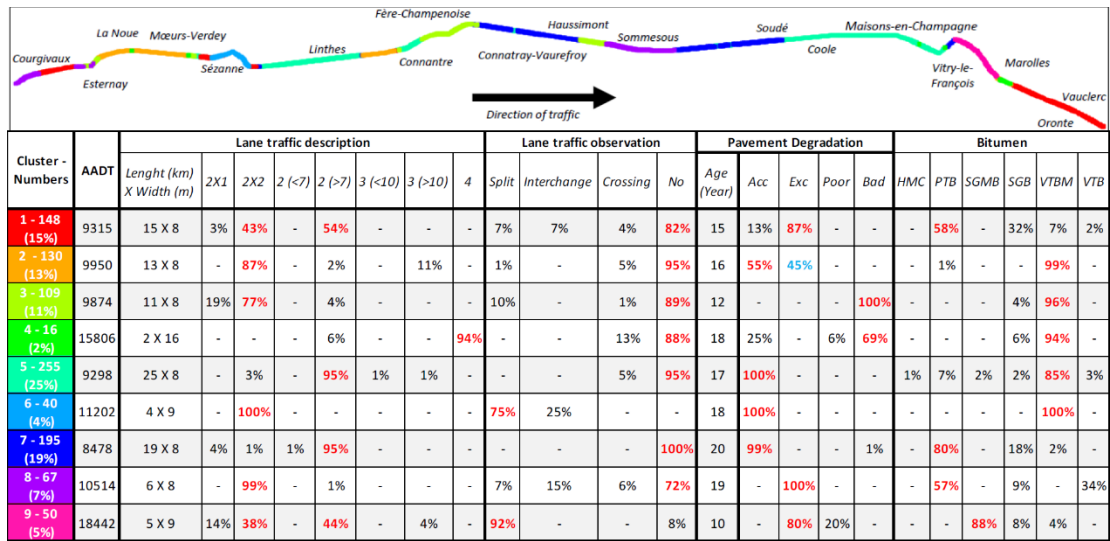 Fère-Champenoise
La Noue Mœurs-Verdey Haussimont Soudé Maisons-en-Champagne
Courgivaux Linthes Sommesous
Connantre Connatray-Vaurefroy Coole Marolles
Esternay Sézanne Vitry-le-
François
Direction of traffic Vauclerc
Oronte
Cluster - Numbers AADT Lane traffic description Lane traffic observation Pavement Degradation Bitumen
Lenght (km) X Width (m) 2X1 2X2 2 (<7) 2 (>7) 3 (<10) 3 (>10) 4 Split Interchange Crossing No Age (Year) Acc Exc Poor Bad HMC PTB SGMB SGB VTBM VTB
1 - 148 (15%) 9315 15 X 8 3% 43% - 54% - - - 7% 7% 4% 82% 15 13% 87% - - - 58% - 32% 7% 2%
2 - 130 (13%) 9950 13 X 8 - 87% - 2% - 11% - 1% - 5% 95% 16 55% 45% - - - 1% - - 99% -
3 - 109 (11%) 9874 11 X 8 19% 77% - 4% - - - 10% - 1% 89% 12 - - - 100% - - - 4% 96% -
4 - 16 (2%) 15806 2 X 16 - - - 6% - - 94% - - 13% 88% 18 25% - 6% 69% - - - 6% 94% -
5 - 255 (25%) 9298 25 X 8 - 3% - 95% 1% 1% - - - 5% 95% 17 100% - - - 1% 7% 2% 2% 85% 3%
6 - 40 (4%) 11202 4 X 9 - 100% - - - - - 75% 25% - - 18 100% - - - - - - - 100% -
7 - 195 (19%) 8478 19 X 8 4% 1% 1% 95% - - - - - - 100% 20 99% - - 1% - 80% - 18% 2% -
8 - 67 (7%) 10514 6 X 8 - 99% - 1% - - - 7% 15% 6% 72% 19 - 100% - - - 57% - 9% - 34%
9 - 50 (5%) 18442 5 X 9 14% 38% - 44% - 4% - 92% - - 8% 10 - 80% 20% - - - 88% 8% 4% -